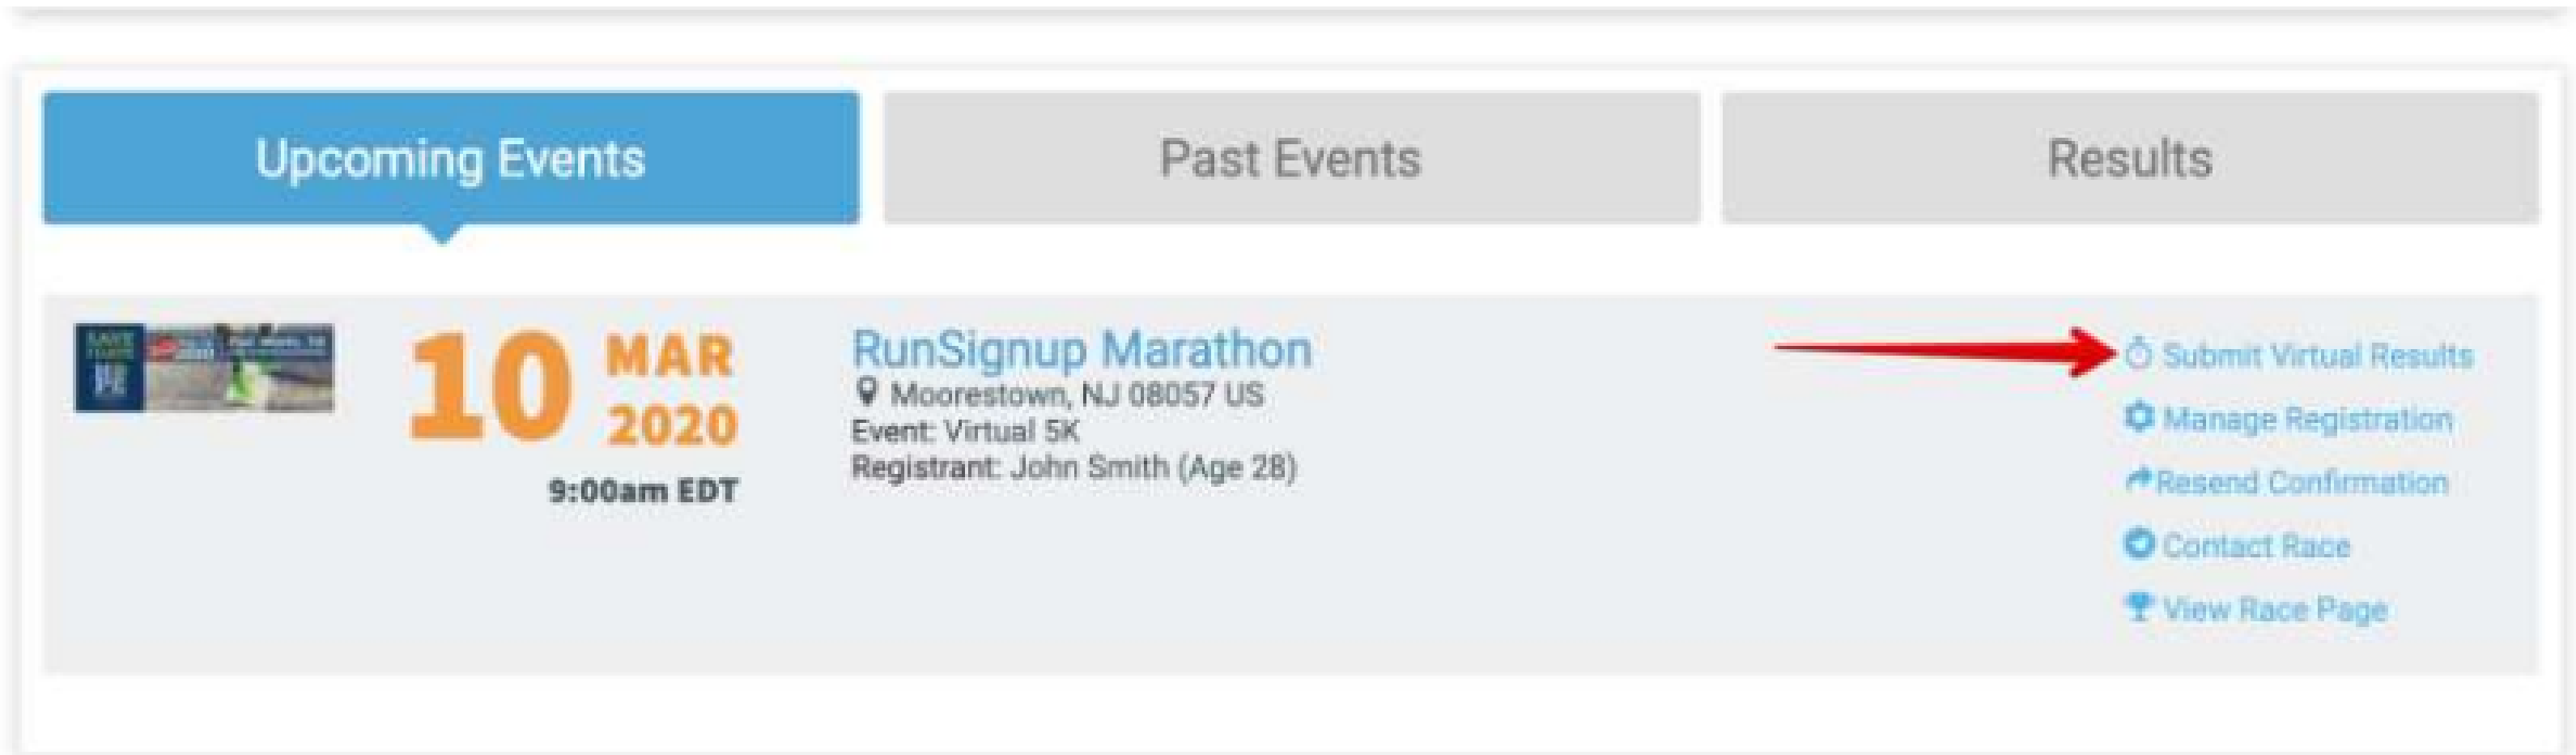 Upcoming Events
Past Events
Results
10 MAR 2020
9:00am EDT
RunSignup Marathon
Moorestown, NJ 08057 US
Event: Virtual 5K
Registrant: John Smith (Age 28)
Submit Virtual Results
Manage Registration
Resend Confirmation
Contact Race
View Race Page